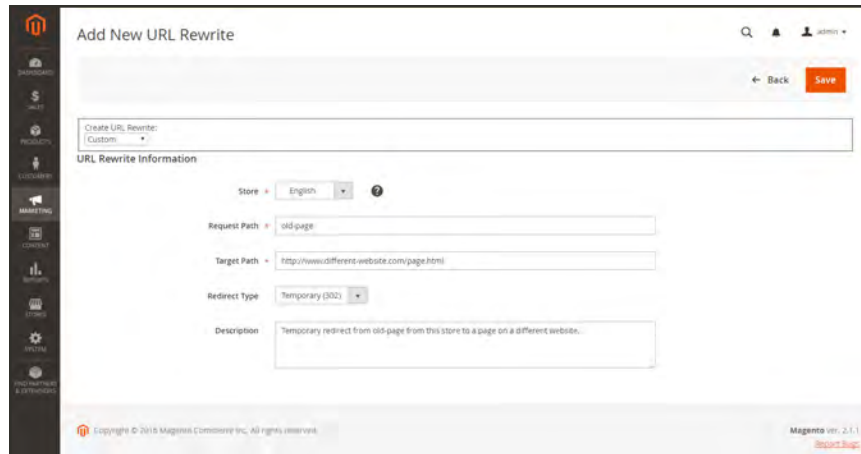 Add New URL Rewrite
admin
DASHBOARD
← Back
Save
SALES
PRODUCTS
Create URL Rewrite:
Custom
URL Rewrite Information
CUSTOMERS
Store * English
MARKETING
Request Path * old-page
CONTENT
Target Path * http://www.different-website.com/page.html
REPORTS
Redirect Type Temporary (302)
STORES
Description Temporary redirect from old-page from this store to a page on a different website.
SYSTEM
FIND PARTNERS
& EXTENSIONS
Copyright © 2016 Magento Commerce Inc. All rights reserved.
Magento ver. 2.1.1
Report Bugs